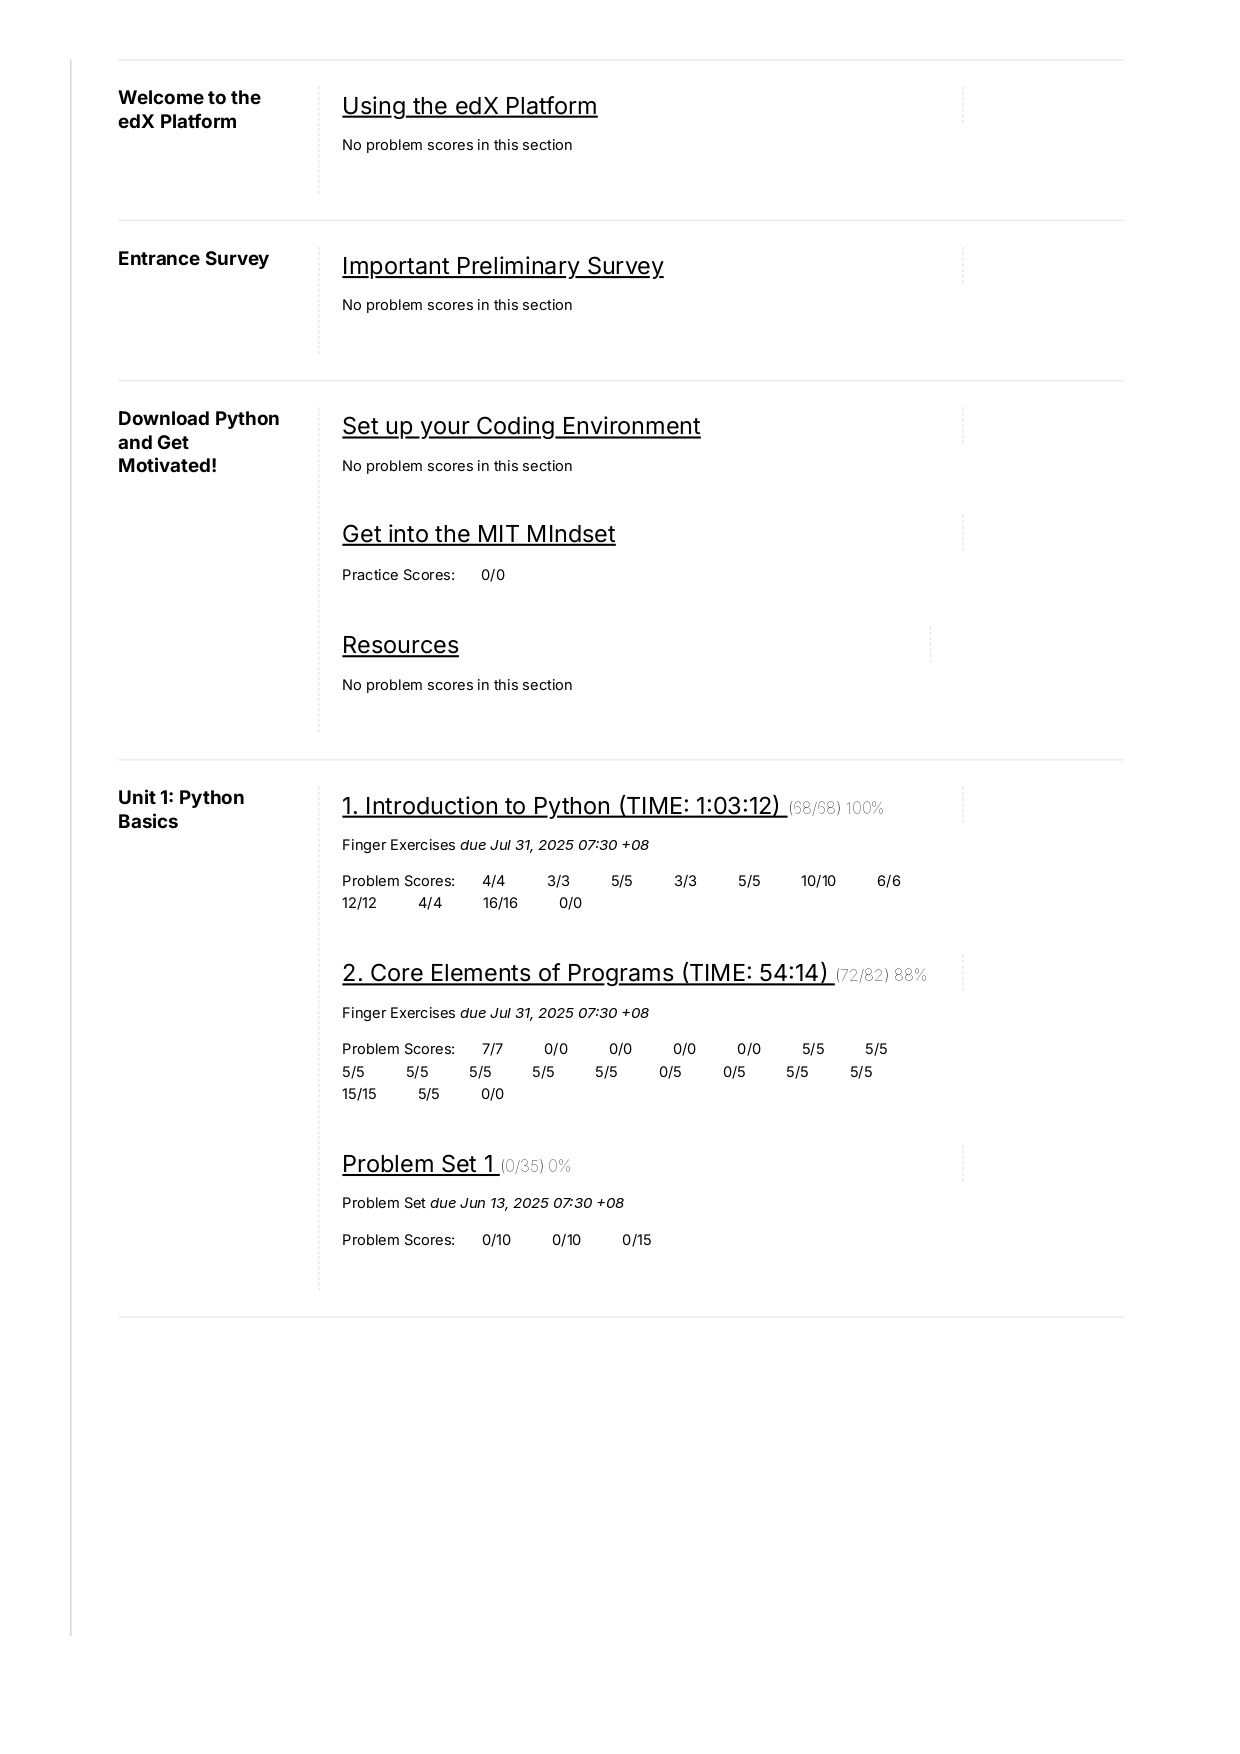 Welcome to the
edX Platform
Using the edX Platform
No problem scores in this section
Entrance Survey
Important Preliminary Survey
No problem scores in this section
Download Python
and Get
Motivated!
Set up your Coding Environment
No problem scores in this section
Get into the MIT MIndset
Practice Scores: 0/0
Resources
No problem scores in this section
Unit 1: Python
Basics
1. Introduction to Python (TIME: 1:03:12) (68/68) 100%
Finger Exercises due Jul 31, 2025 07:30 +08
Problem Scores: 4/4 3/3 5/5 3/3 5/5 10/10 6/6
12/12 4/4 16/16 0/0
2. Core Elements of Programs (TIME: 54:14) (72/82) 88%
Finger Exercises due Jul 31, 2025 07:30 +08
Problem Scores: 7/7 0/0 0/0 0/0 0/0 5/5 5/5
5/5 5/5 5/5 5/5 5/5 0/5 0/5 5/5 5/5
15/15 5/5 0/0
Problem Set 1 (0/35) 0%
Problem Set due Jun 13, 2025 07:30 +08
Problem Scores: 0/10 0/10 0/15